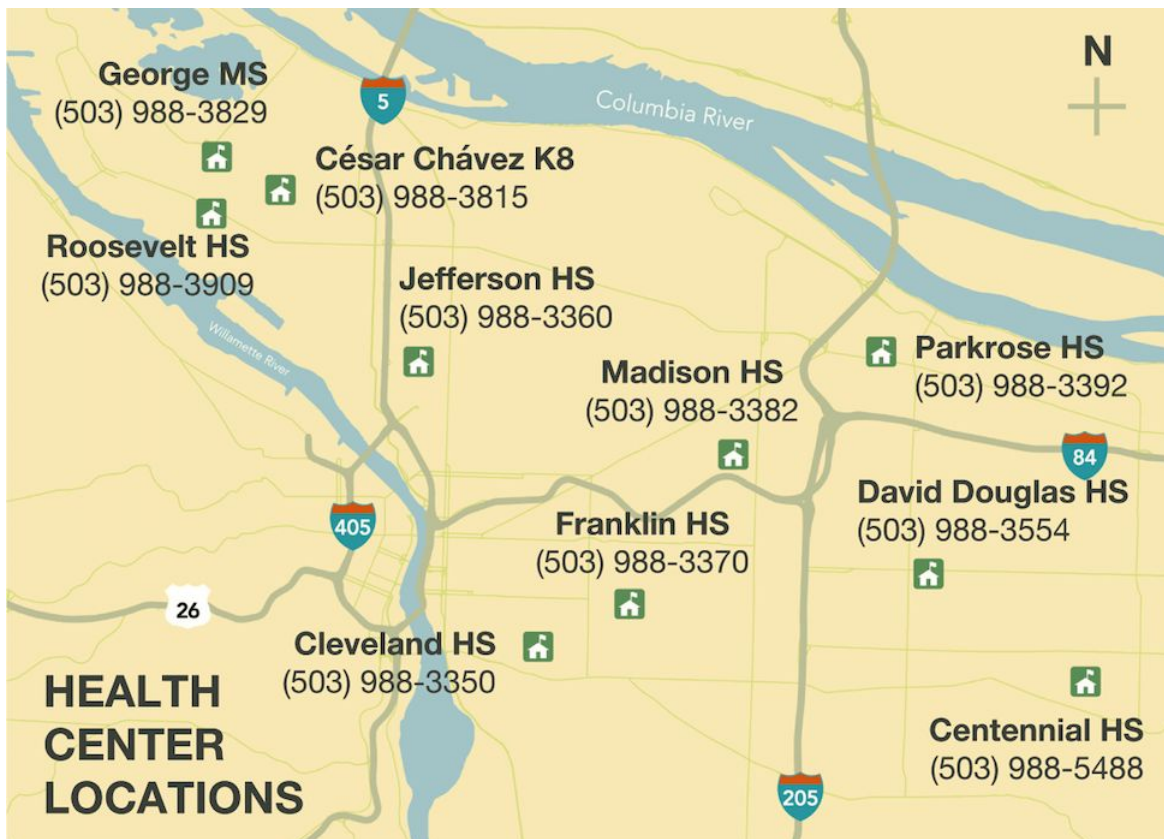 N
George MS
(503) 988-3829
5
Columbia River
César Chávez K8
(503) 988-3815
Roosevelt HS
(503) 988-3909
Jefferson HS
(503) 988-3360
Willamette River
Parkrose HS
(503) 988-3392
Madison HS
(503) 988-3382
84
David Douglas HS
(503) 988-3554
405
Franklin HS
(503) 988-3370
26
Cleveland HS
(503) 988-3350
HEALTH
CENTER
LOCATIONS
Centennial HS
(503) 988-5488
205